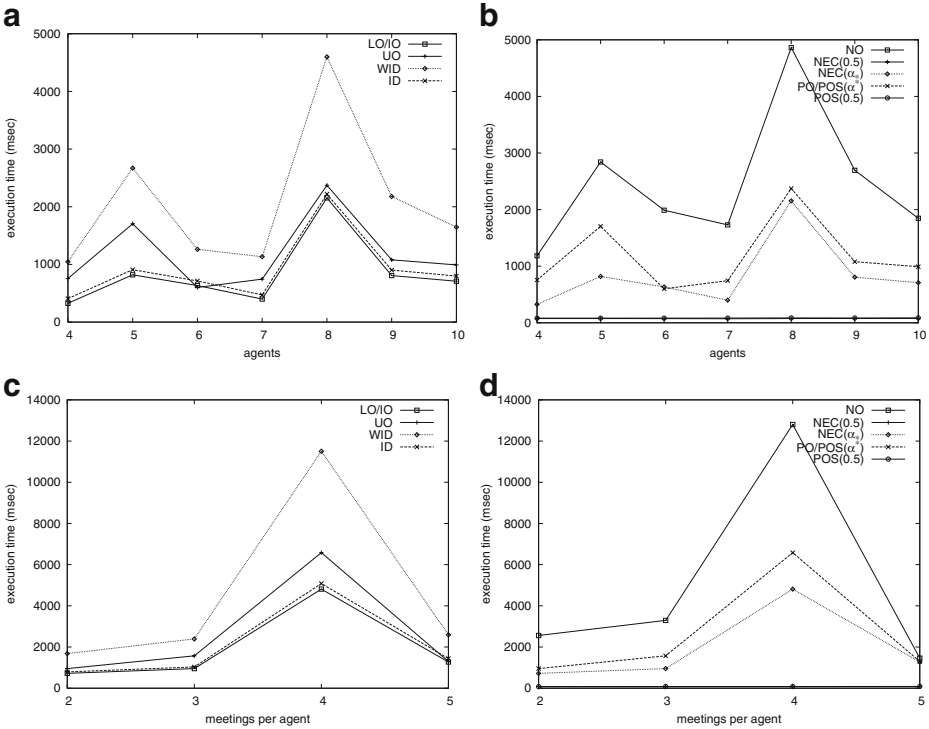 a
5000
4000
3000
2000
1000
0
execution time (msec)
4 5 6 7 8 9 10
agents
LO/IO
UO
WID
ID
b
5000
4000
3000
2000
1000
0
execution time (msec)
4 5 6 7 8 9 10
agents
NO
NEC(0.5)
NEC(α*)
PO/POS(α*)
POS(0.5)
c
14000
12000
10000
8000
6000
4000
2000
0
execution time (msec)
2 3 4 5
meetings per agent
LO/IO
UO
WID
ID
d
14000
12000
10000
8000
6000
4000
2000
0
execution time (msec)
2 3 4 5
meetings per agent
NO
NEC(0.5)
NEC(α*)
PO/POS(α*)
POS(0.5)